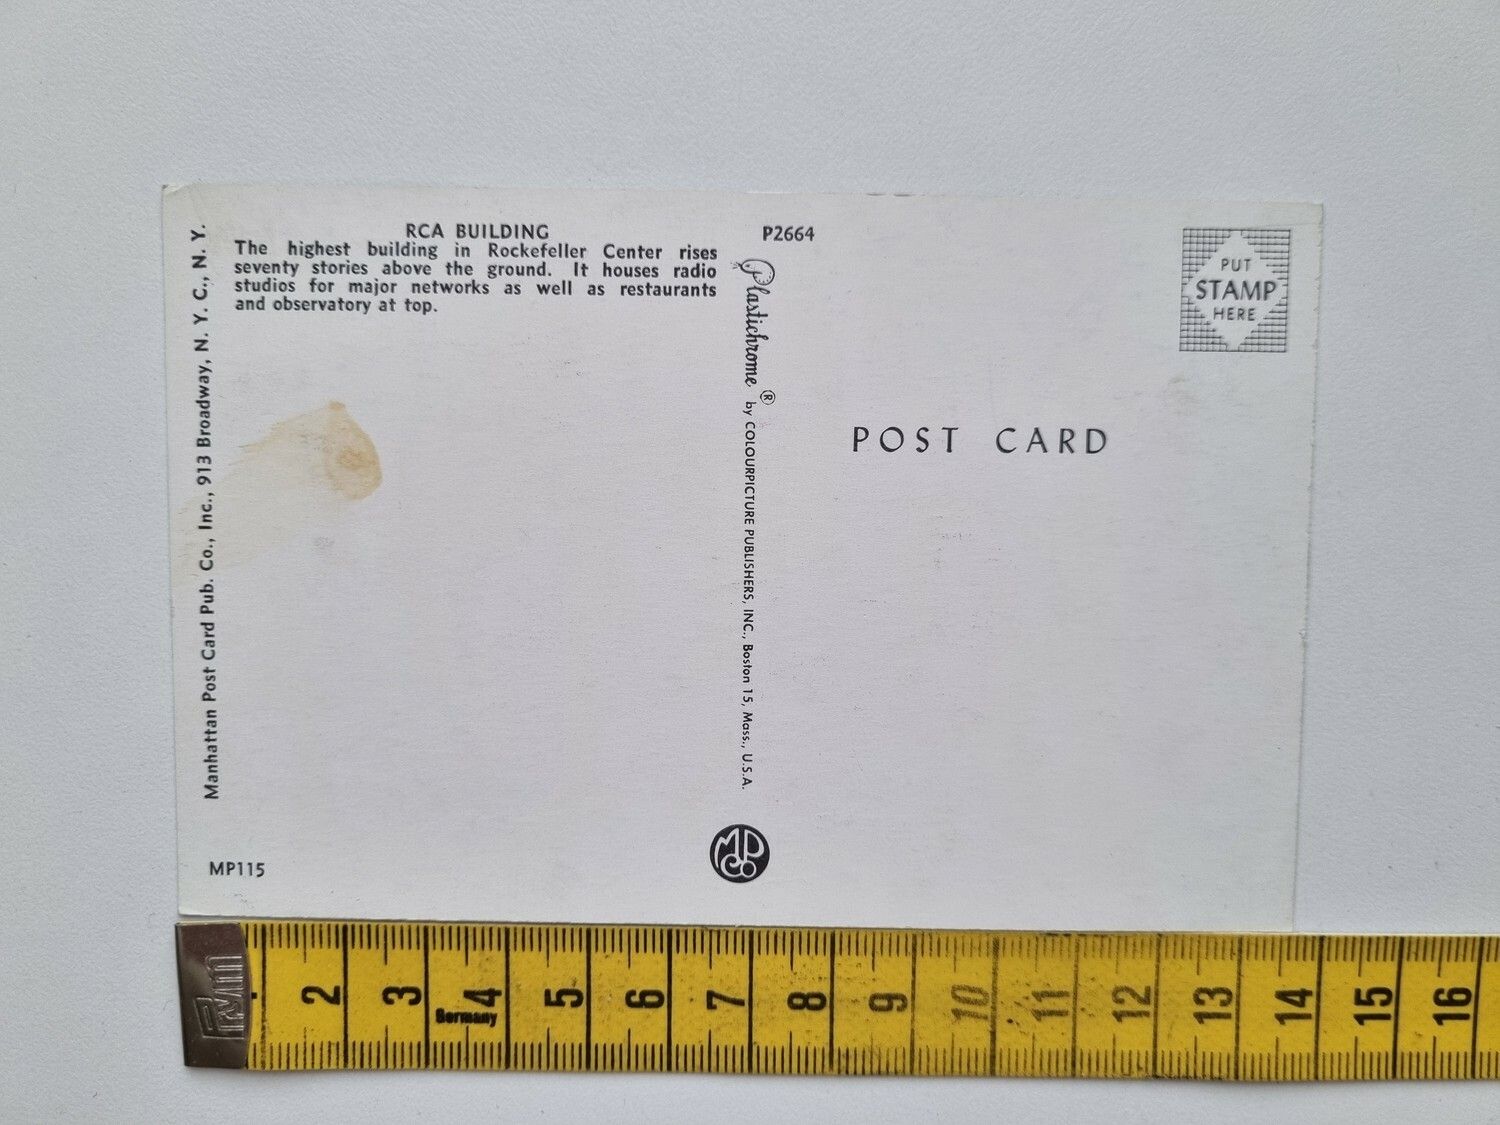 RCA BUILDING
The highest building in Rockefeller Center rises
seventy stories above the ground. It houses radio
studios for major networks as well as restaurants
and observatory at top.
Manhattan Post Card Pub. Co., Inc., 913 Broadway, N. Y. C., N. Y.
MP115
P2664
Plastichrome ® by COLOURPICTURE PUBLISHERS, INC., Boston 15, Mass., U.S.A.
MPCo
PUT
STAMP
HERE
POST CARD
Prym
2 3 4 5 6 7 8 9 10 11 12 13 14 15 16
Germany